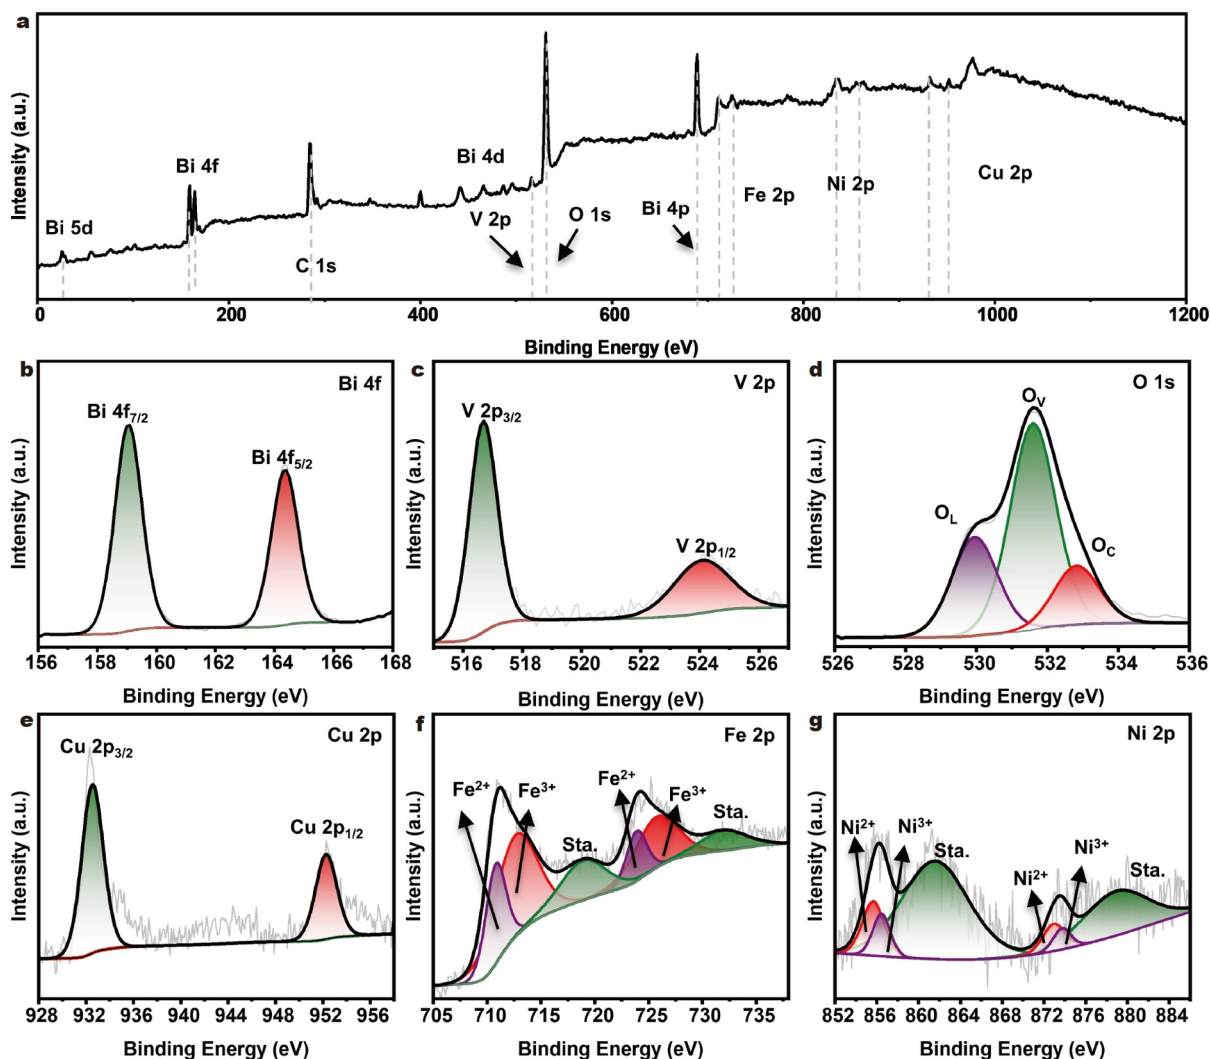 a
Intensity (a.u.)
Bi 5d
Bi 4f
C 1s
Bi 4d
V 2p
O 1s
Bi 4p
Fe 2p
Ni 2p
Cu 2p
0 200 400 600 800 1000 1200
Binding Energy (eV)
b
Bi 4f
Bi 4f7/2
Bi 4f5/2
Intensity (a.u.)
156 158 160 162 164 166 168
Binding Energy (eV)
c
V 2p
V 2p3/2
V 2p1/2
Intensity (a.u.)
516 518 520 522 524 526
Binding Energy (eV)
d
O 1s
OV
OL
OC
Intensity (a.u.)
526 528 530 532 534 536
Binding Energy (eV)
e
Cu 2p
Cu 2p3/2
Cu 2p1/2
Intensity (a.u.)
928 932 936 940 944 948 952 956
Binding Energy (eV)
f
Fe 2p
Fe2+
Fe3+
Sta.
Fe2+
Fe3+
Sta.
Intensity (a.u.)
705 710 715 720 725 730 735
Binding Energy (eV)
g
Ni 2p
Ni2+
Ni3+
Sta.
Ni2+
Ni3+
Sta.
Intensity (a.u.)
852 856 860 864 868 872 876 880 884
Binding Energy (eV)